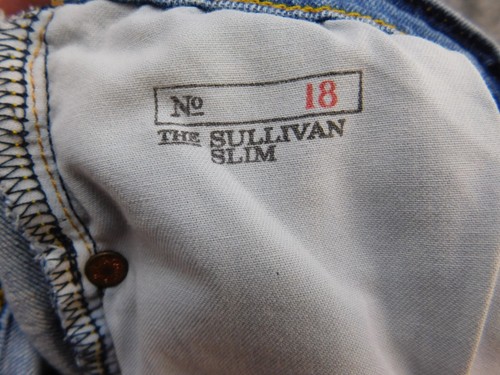 No 18
THE SULLIVAN
SLIM